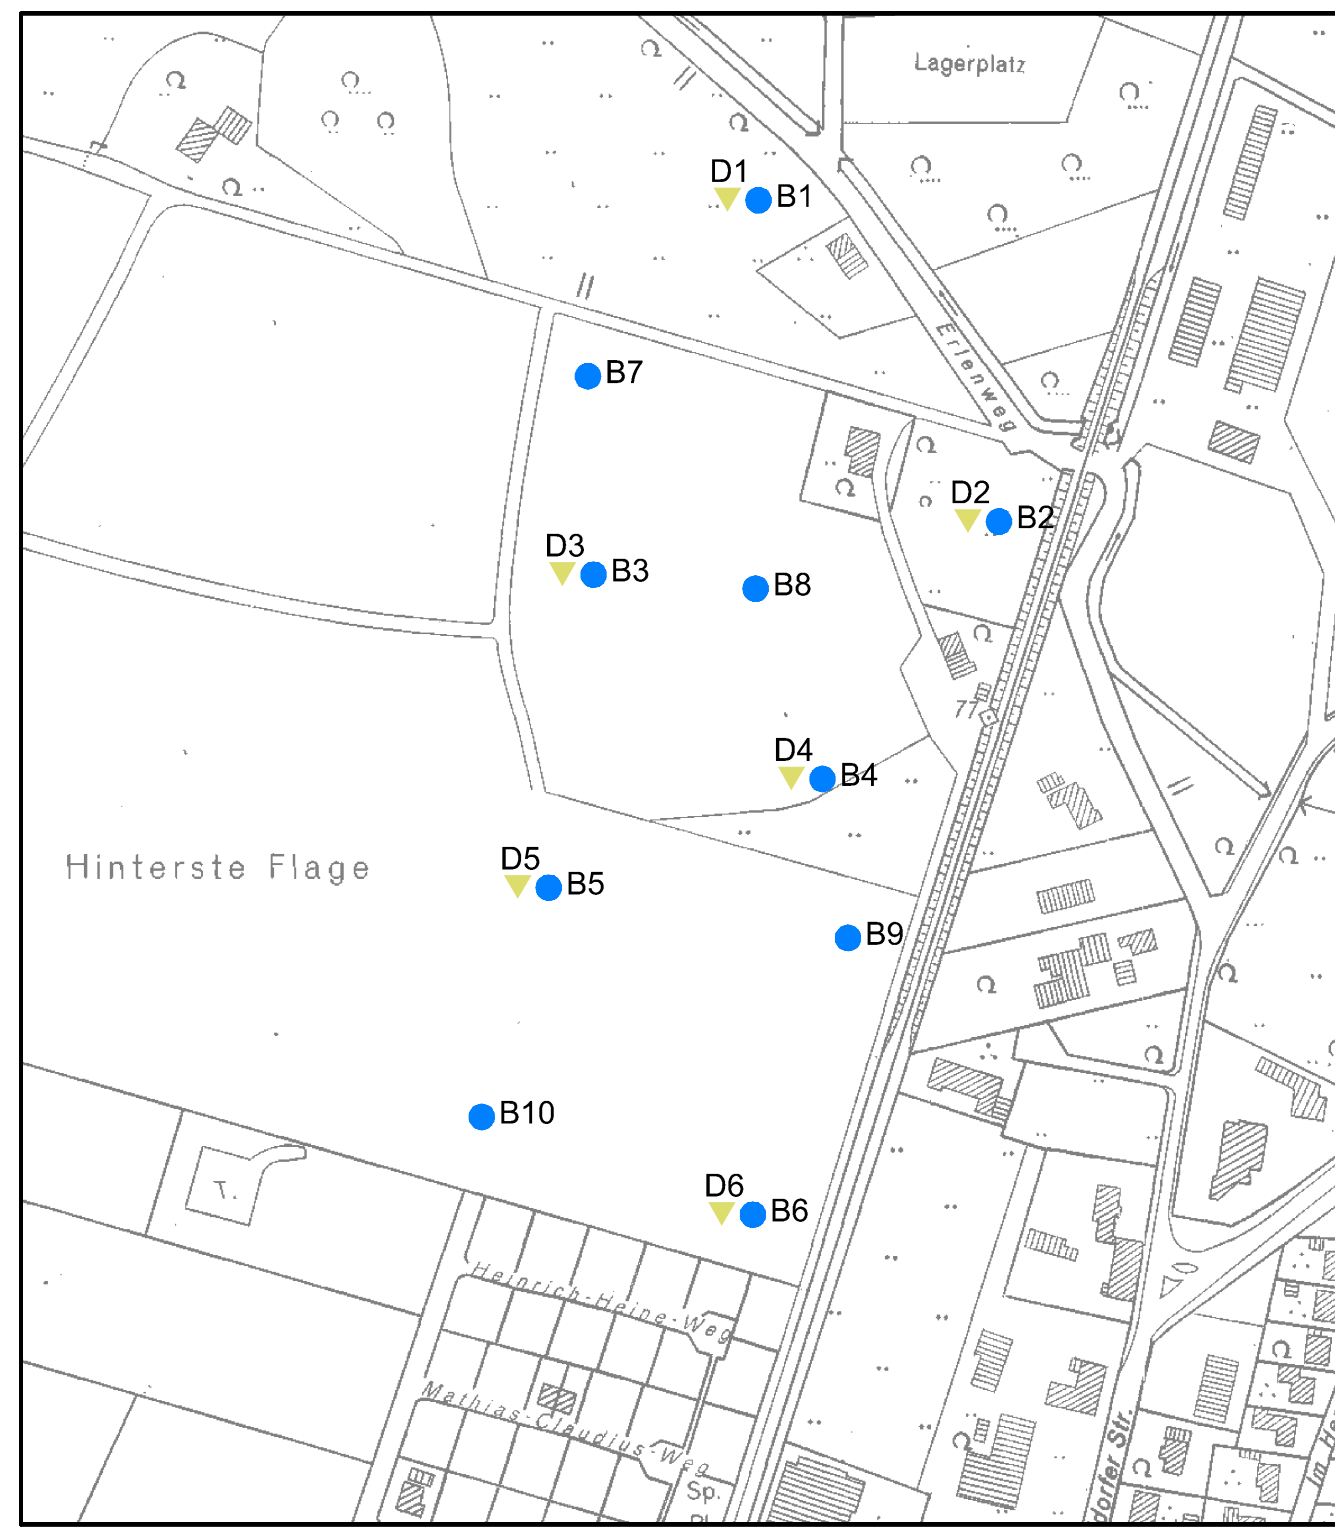 Lagerplatz
D1
B1
Erlenweg
B7
D2
B2
D3
B3
B8
77
D4
B4
Hinterste Flage
D5
B5
B9
B10
D6
B6
Heinrich-Heine-Weg
Mathias-Claudius-Weg
Sp.
dorfer Str.
Im